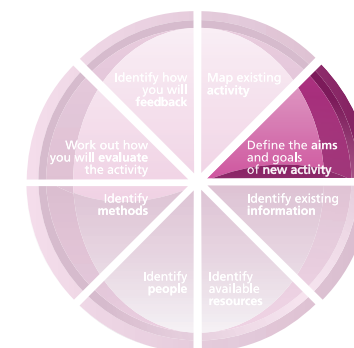 Identify how
you will
feedback
Map existing
activity
Work out how
you will evaluate
the activity
Define the aims
and goals
of new activity
Identify
methods
Identify existing
information
Identify
people
Identify
available
resources